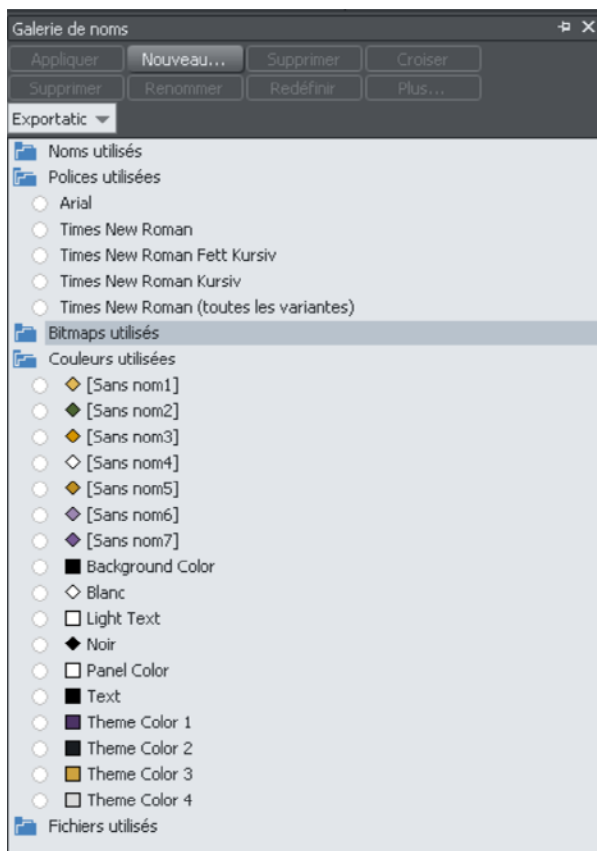 Galerie de noms
Appliquer Nouveau... Supprimer Croiser
Supprimer Renommer Redéfinir Plus...
Exportatic
Noms utilisés
Polices utilisées
Arial
Times New Roman
Times New Roman Fett Kursiv
Times New Roman Kursiv
Times New Roman (toutes les variantes)
Bitmaps utilisés
Couleurs utilisées
[Sans nom1]
[Sans nom2]
[Sans nom3]
[Sans nom4]
[Sans nom5]
[Sans nom6]
[Sans nom7]
Background Color
Blanc
Light Text
Noir
Panel Color
Text
Theme Color 1
Theme Color 2
Theme Color 3
Theme Color 4
Fichiers utilisés